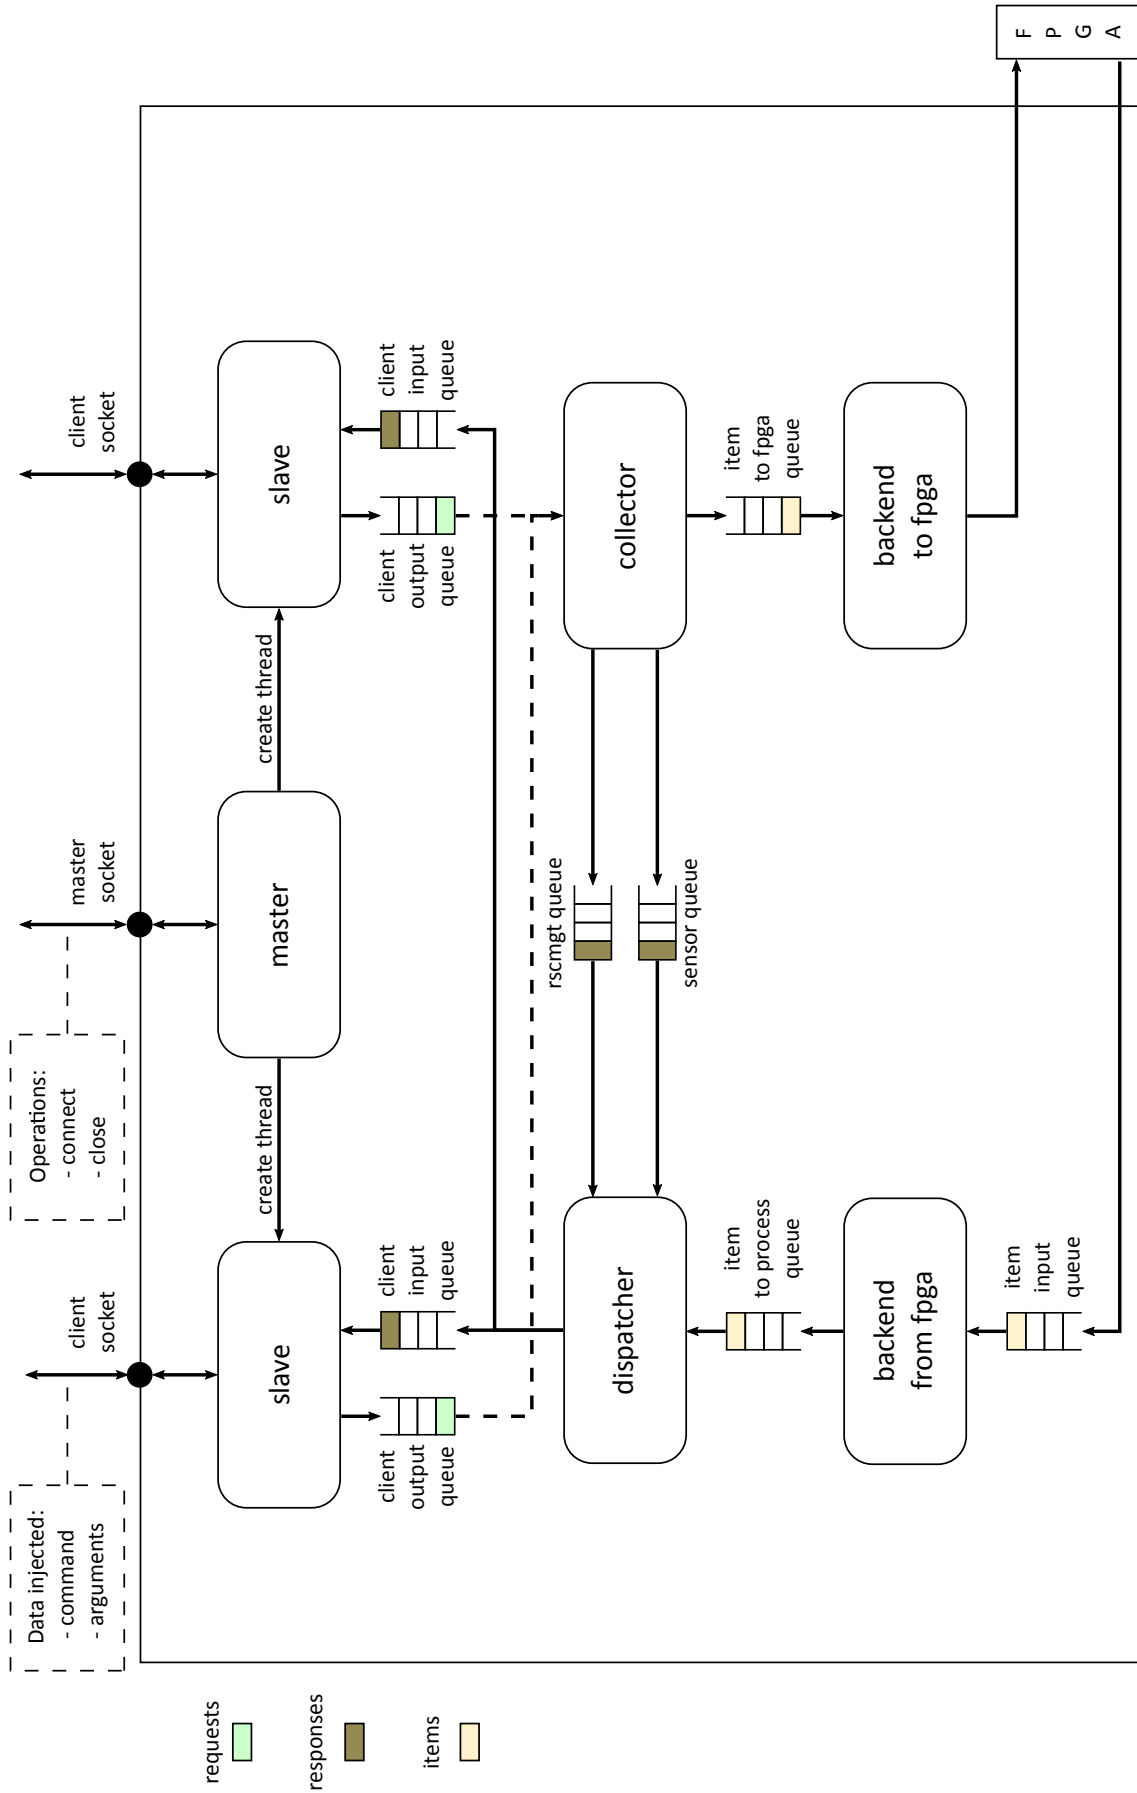 Data injected:
- command
- arguments
client
socket
Operations:
- connect
- close
master
socket
client
socket
requests
responses
items
slave
create thread
master
create thread
slave
client
output
queue
client
input
queue
client
output
queue
client
input
queue
dispatcher
rscmgt queue
sensor queue
collector
item
to process
queue
item
to fpga
queue
backend
from fpga
backend
to fpga
item
input
queue
F
P
G
A